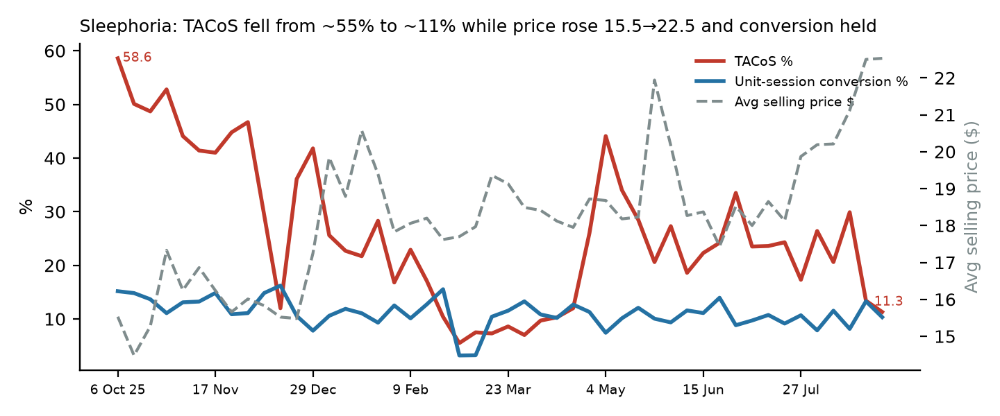 Sleephoria: TACoS fell from ~55% to ~11% while price rose 15.5→22.5 and conversion held
60
50
40
30
20
10
%
58.6
11.3
TACoS %
Unit-session conversion %
Avg selling price $
22
21
20
19
18
17
16
15
Avg selling price ($)
6 Oct 25
17 Nov
29 Dec
9 Feb
23 Mar
4 May
15 Jun
27 Jul